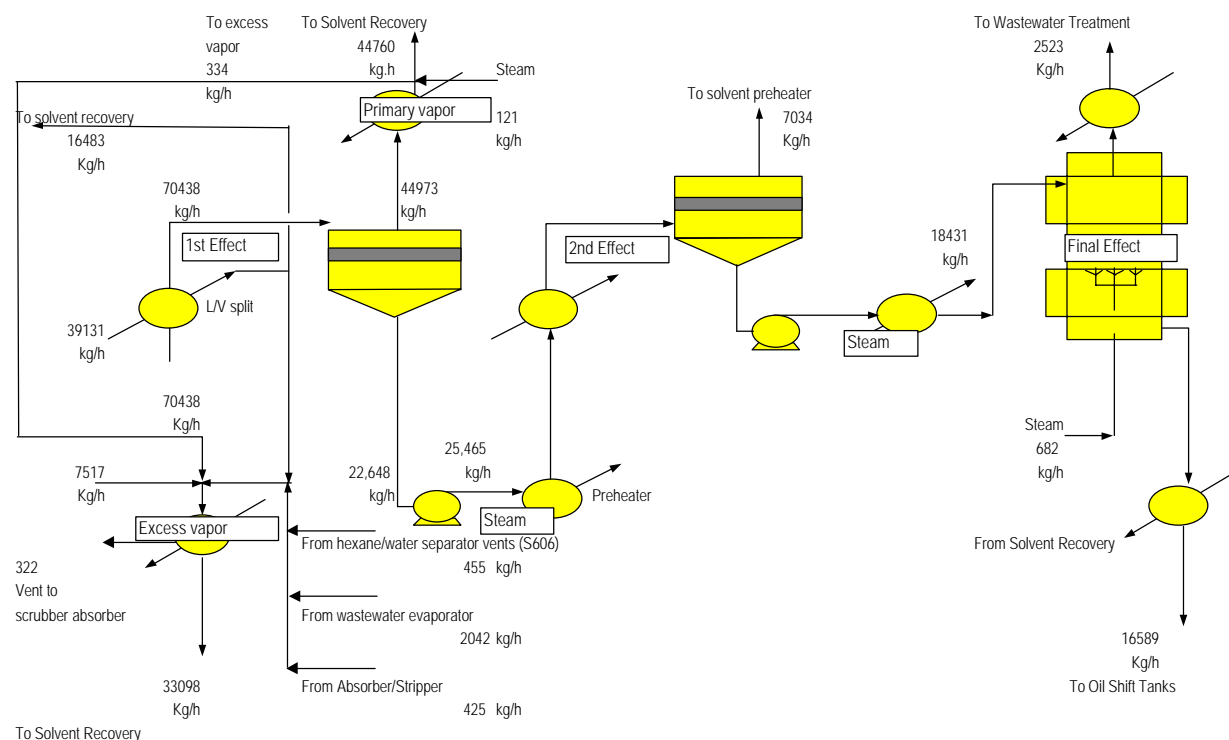 To excess
vapor
334
kg/h
To Solvent Recovery
44760
kg.h
Steam
Primary vapor
121
kg/h
To solvent recovery
16483
Kg/h
70438
kg/h
44973
kg/h
1st Effect
L/V split
39131
kg/h
70438
Kg/h
7517
Kg/h
Excess vapor
322
Vent to
scrubber absorber
33098
Kg/h
To Solvent Recovery
22,648
kg/h
25,465
kg/h
Steam
Preheater
From hexane/water separator vents (S606)
455 kg/h
From wastewater evaporator
2042 kg/h
From Absorber/Stripper
425 kg/h
2nd Effect
To solvent preheater
7034
Kg/h
Steam
18431
kg/h
To Wastewater Treatment
2523
Kg/h
Final Effect
Steam
682
kg/h
From Solvent Recovery
16589
Kg/h
To Oil Shift Tanks